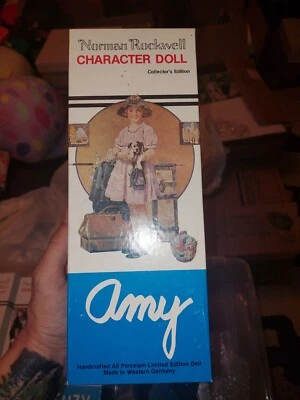 Norman Rockwell
CHARACTER DOLL
Collector's Edition
Amy
Handcrafted All Porcelain Limited Edition Doll
Made in Western Germany